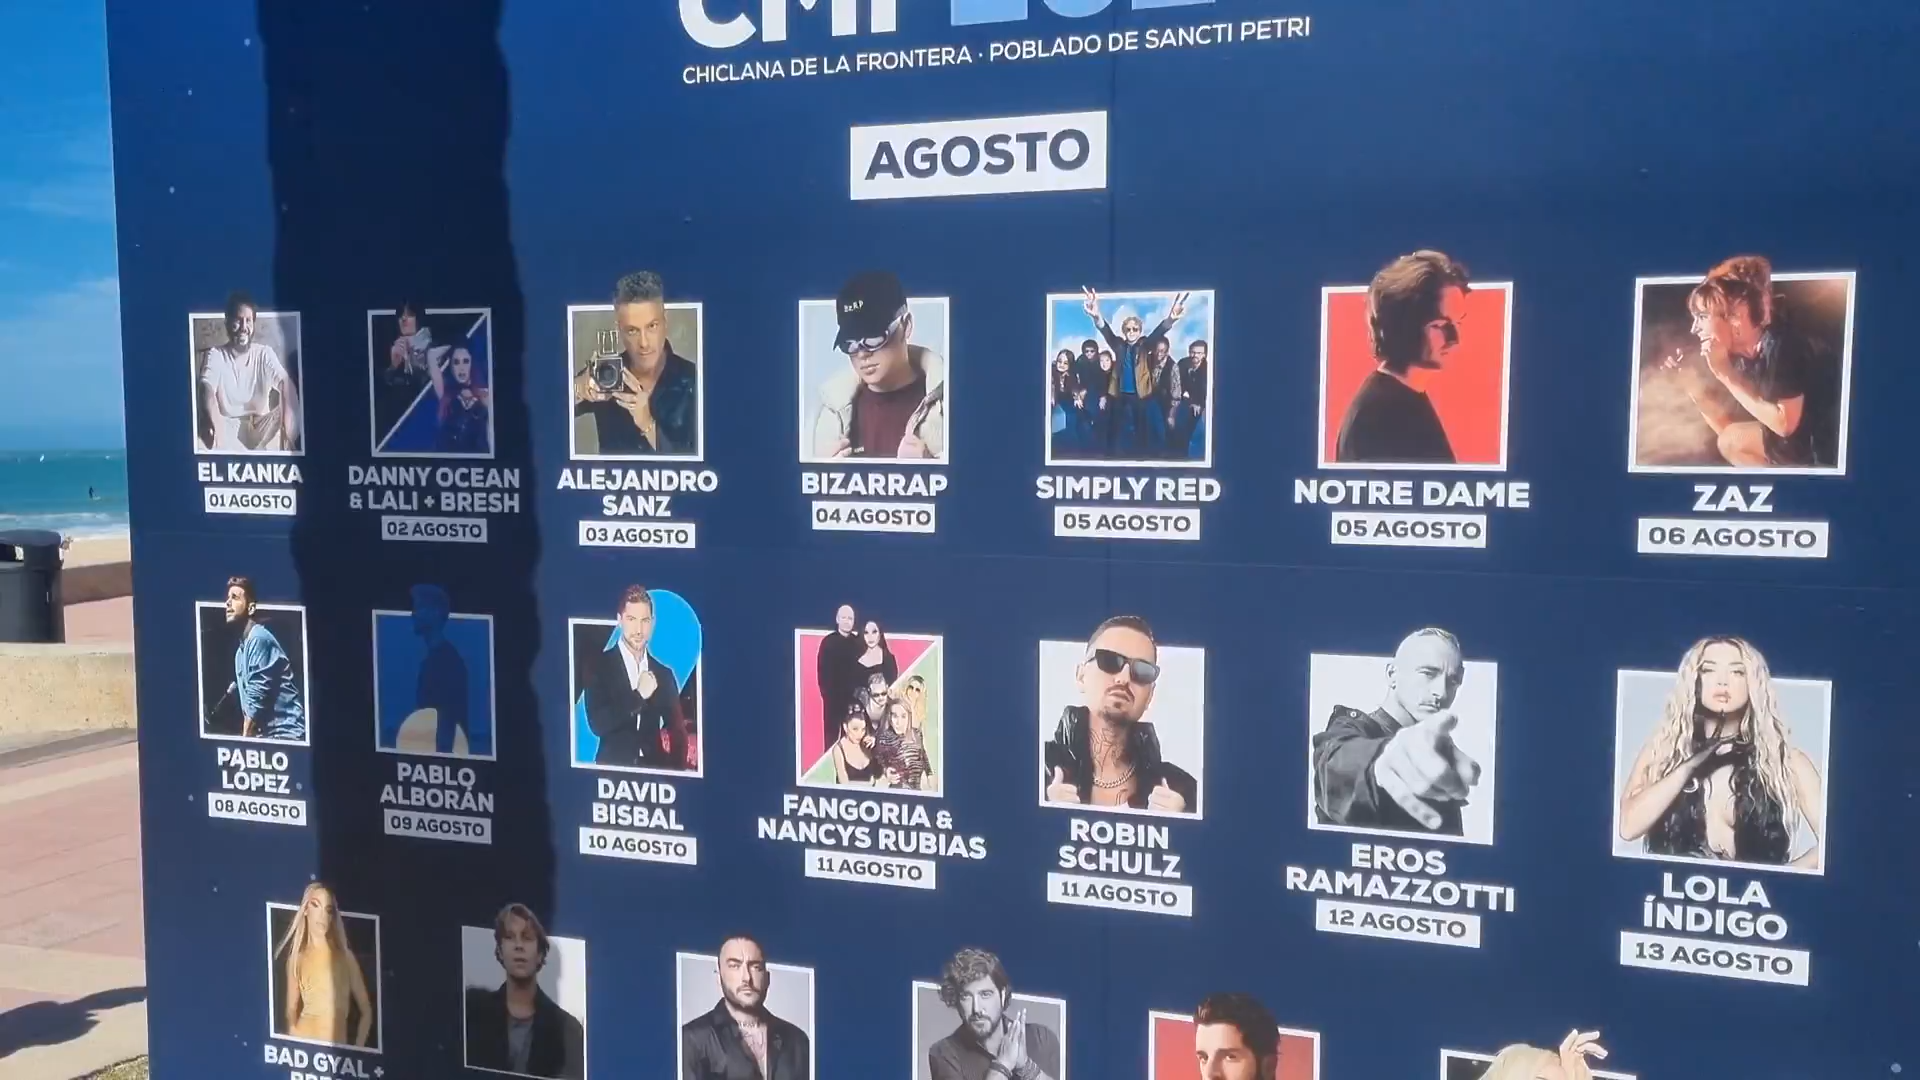 CHICLANA DE LA FRONTERA · POBLADO DE SANCTI PETRI
AGOSTO
EL KANKA
01 AGOSTO
DANNY OCEAN
& LALI + BRESH
02 AGOSTO
ALEJANDRO
SANZ
03 AGOSTO
BZRP
BIZARRAP
04 AGOSTO
SIMPLY RED
05 AGOSTO
NOTRE DAME
05 AGOSTO
ZAZ
06 AGOSTO
PABLO
LÓPEZ
08 AGOSTO
PABLO
ALBORÁN
09 AGOSTO
DAVID
BISBAL
10 AGOSTO
FANGORIA &
NANCYS RUBIAS
11 AGOSTO
ROBIN
SCHULZ
11 AGOSTO
EROS
RAMAZZOTTI
12 AGOSTO
LOLA
ÍNDIGO
13 AGOSTO
BAD GYAL +